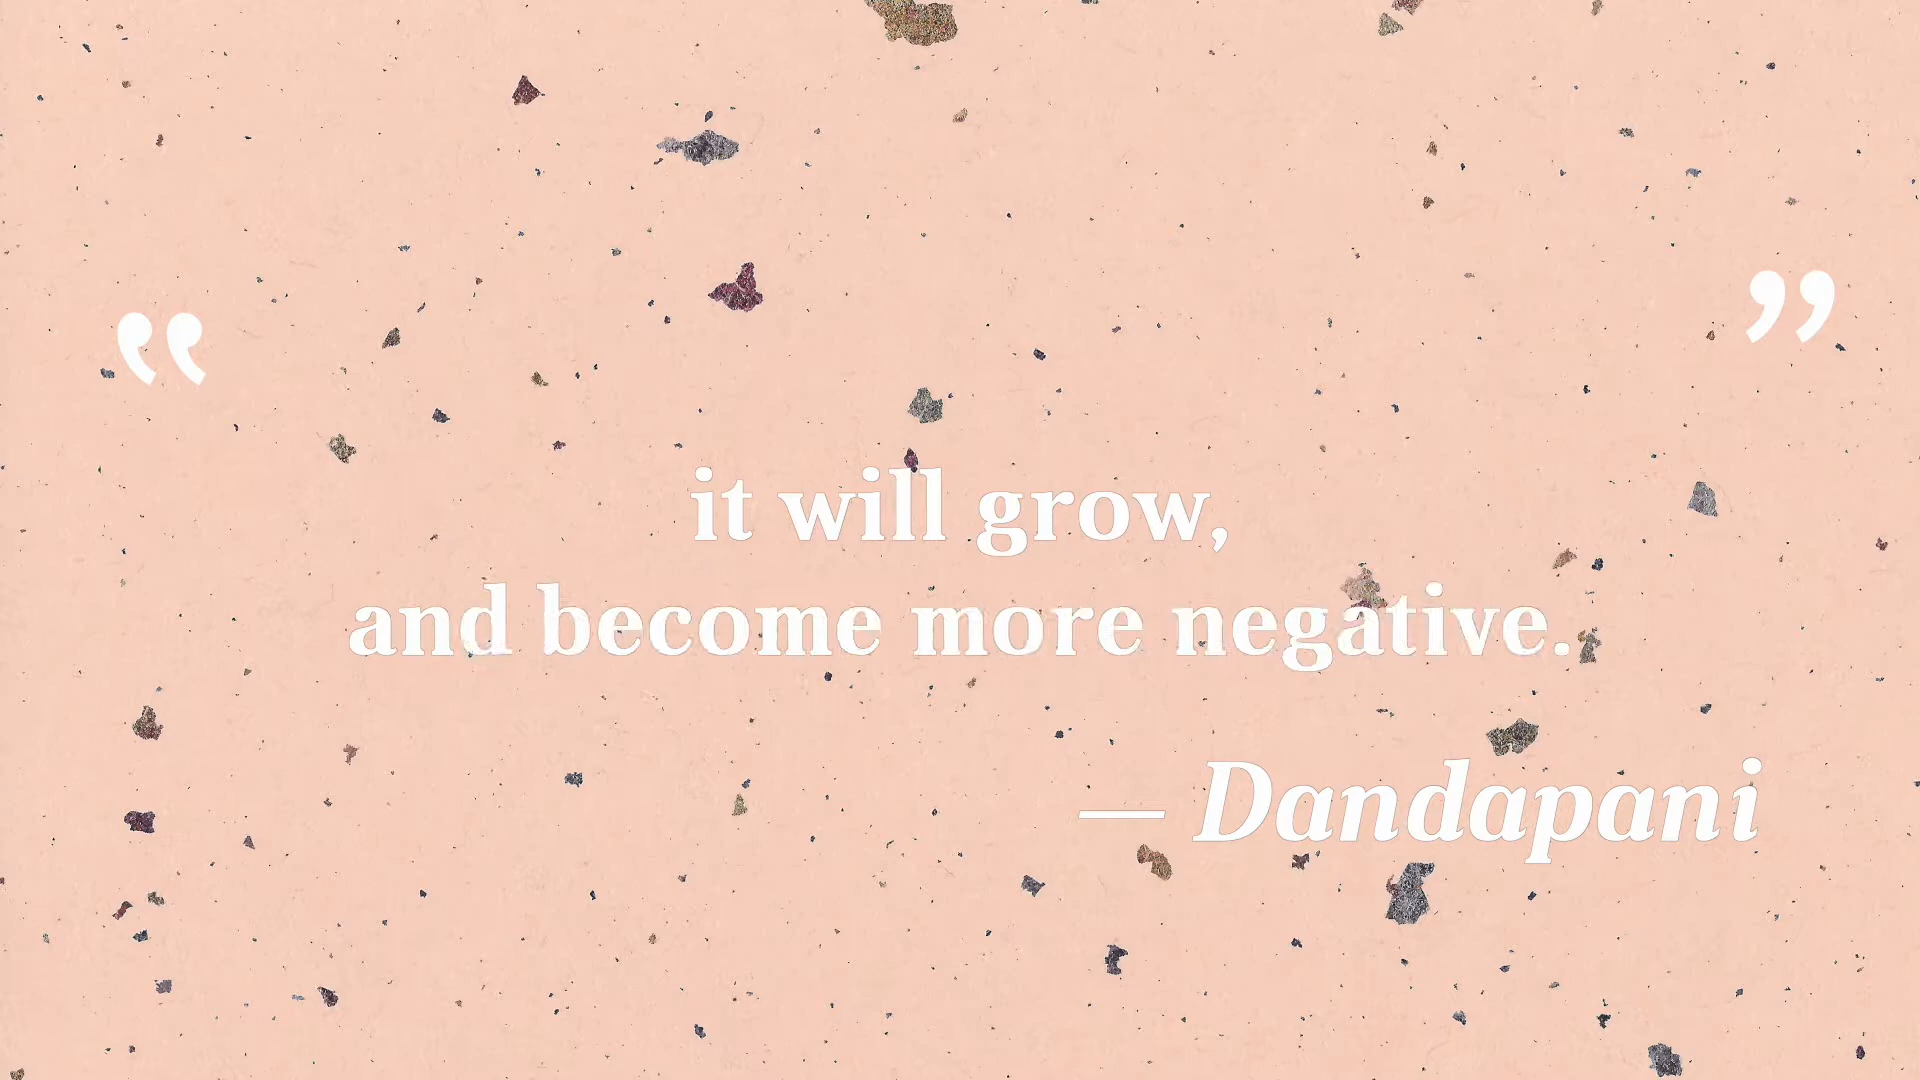 “ ”
it will grow,
and become more negative.
— Dandapani